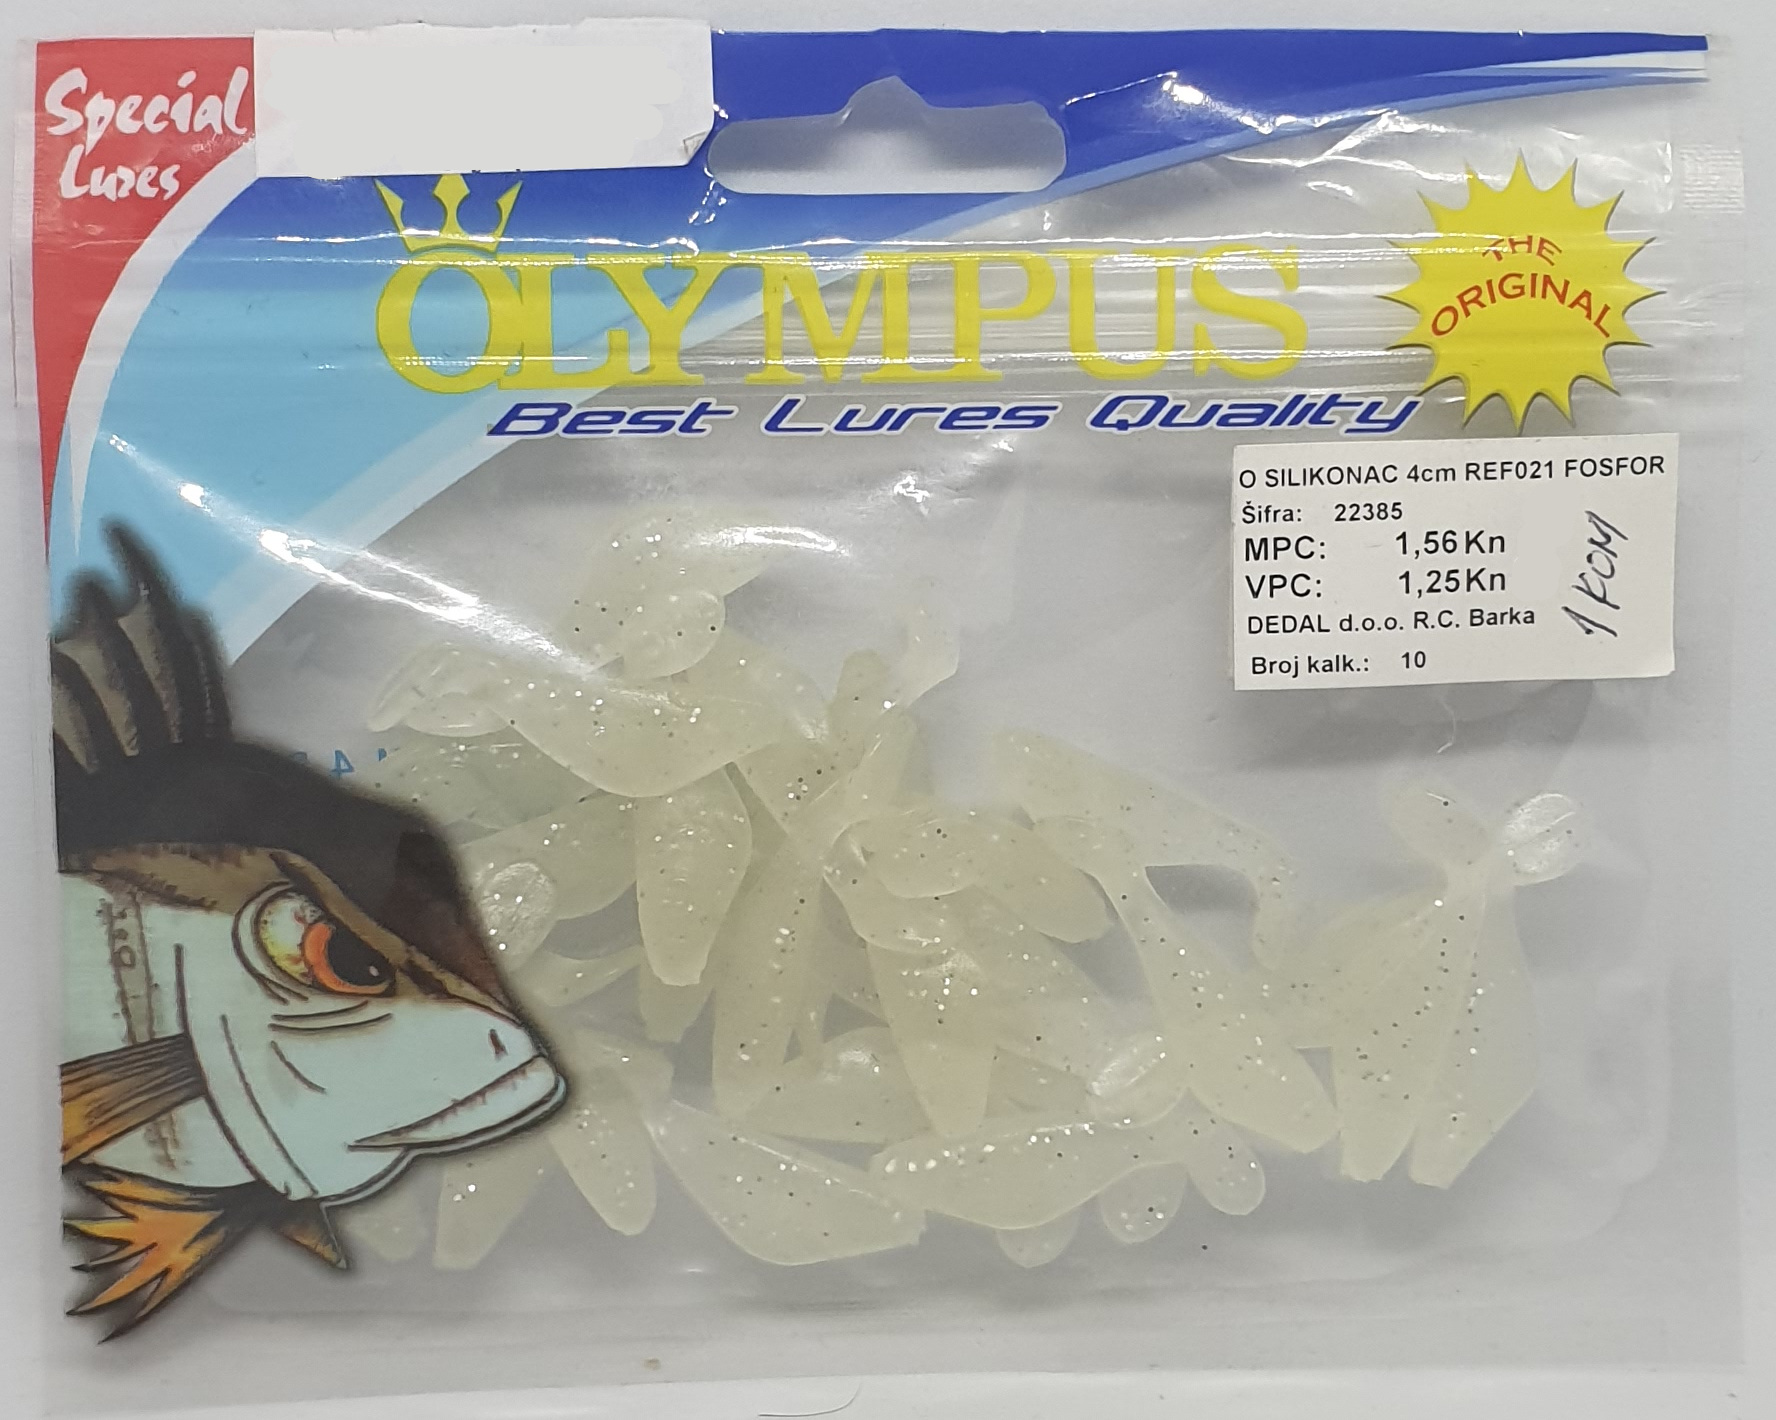 Special
Lures
OLYMPUS
Best Lures Quality
THE
ORIGINAL
O SILIKONAC 4cm REF021 FOSFOR
Šifra: 22385
MPC: 1,56 Kn
VPC: 1,25 Kn
DEDAL d.o.o. R.C. Barka
Broj kalk.: 10
1 KOM